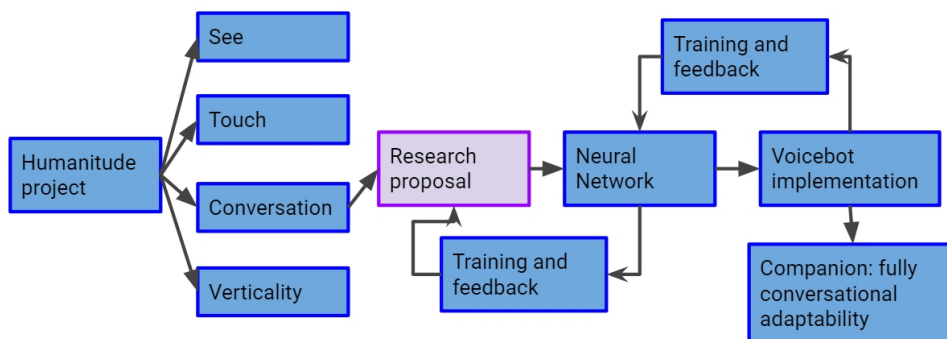 See
Touch
Humanitude
project
Conversation
Verticality
Research
proposal
Training and
feedback
Neural
Network
Training and
feedback
Voicebot
implementation
Companion: fully
conversational
adaptability